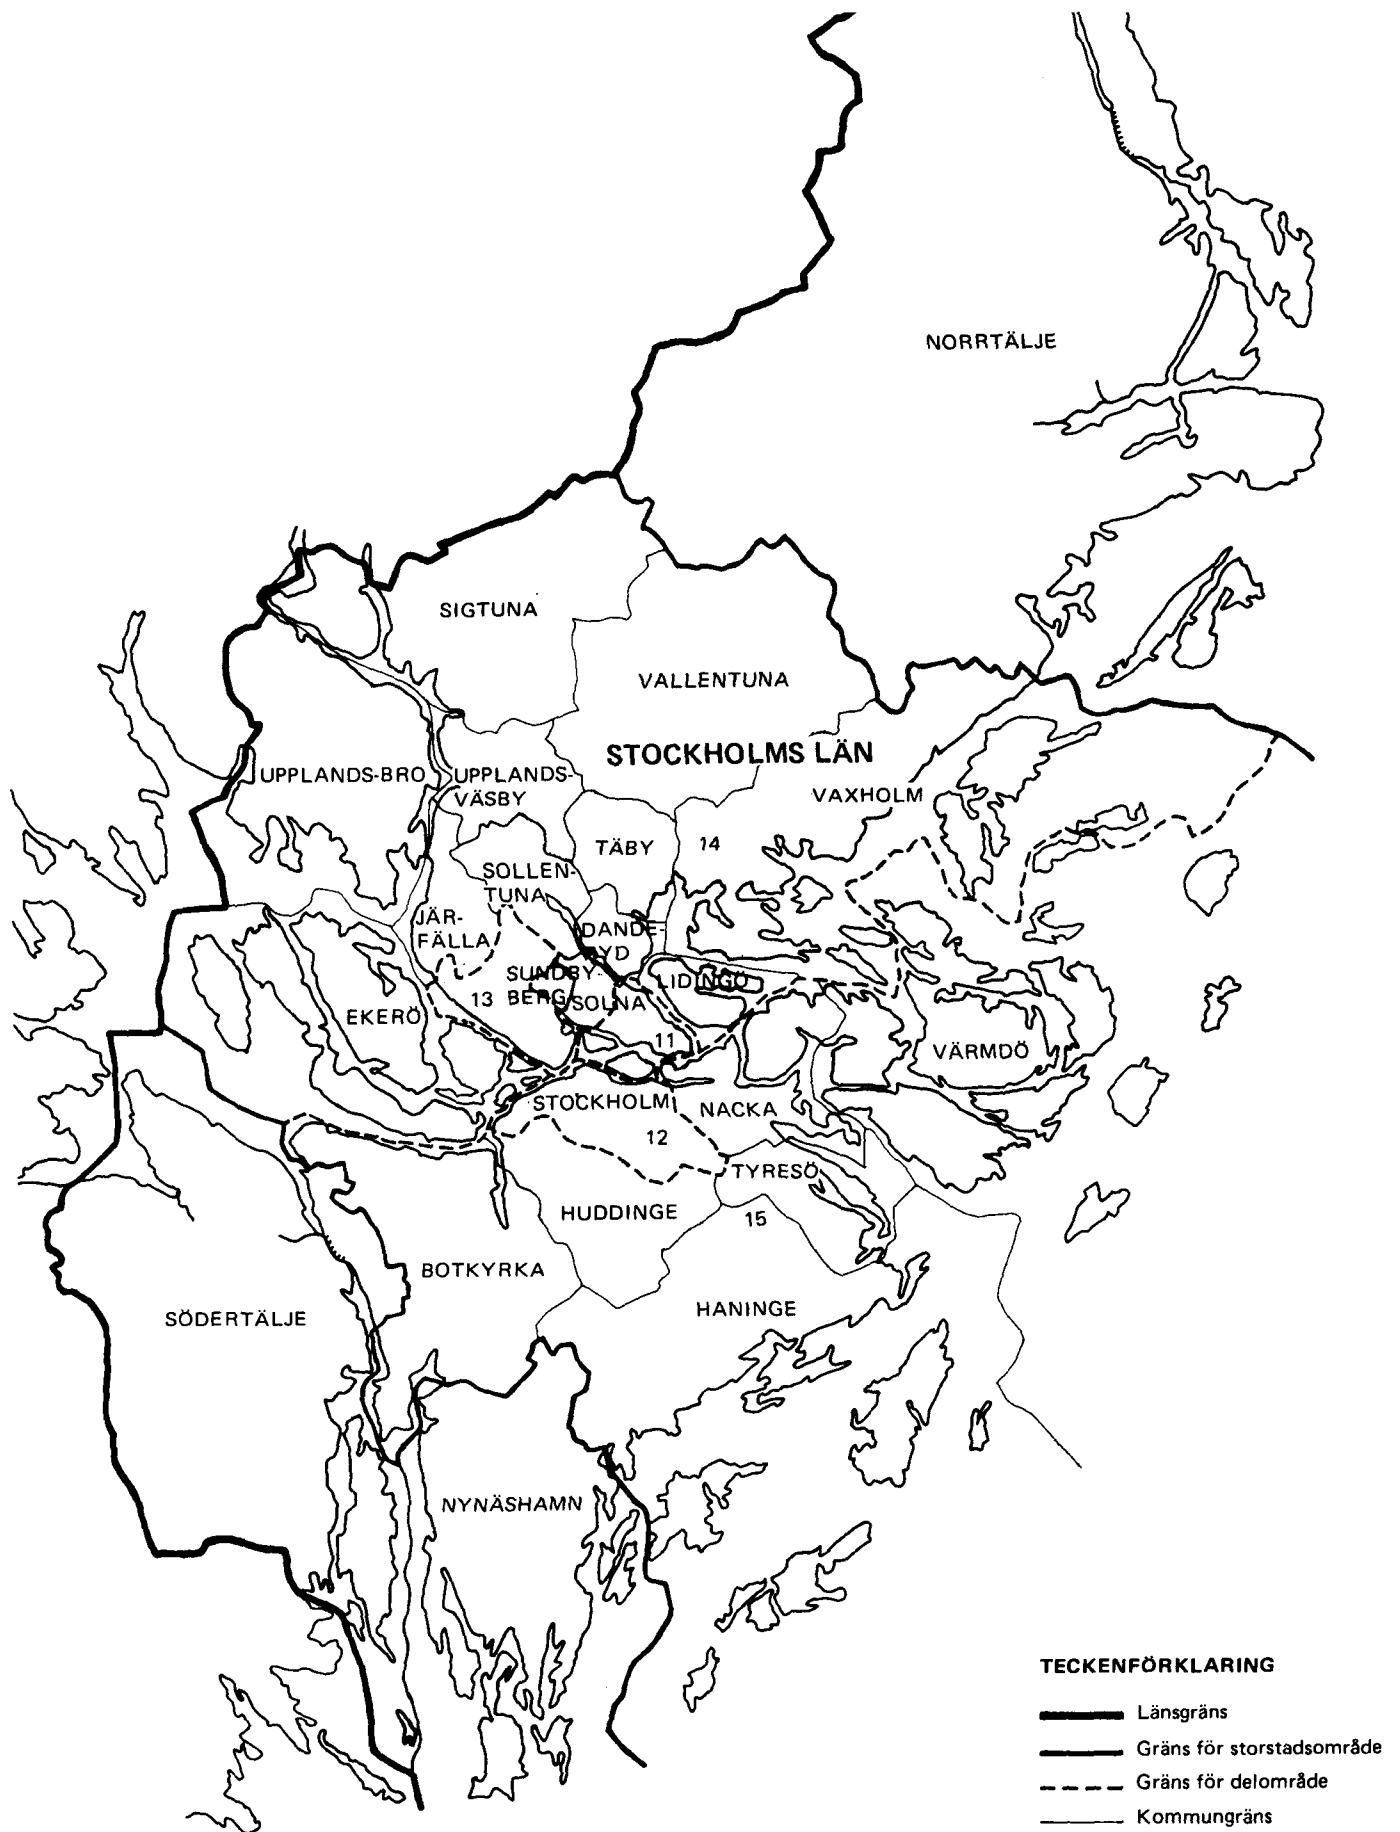 NORRTÄLJE
SIGTUNA
VALLENTUNA
STOCKHOLMS LÄN
UPPLANDS-BRO
UPPLANDS-
VÄSBY
VAXHOLM
TÄBY
14
SOLLEN-
TUNA
JÄR-
FÄLLA
DANDE-
RYD
SUNDBY-
BERG
LIDINGÖ
13
SOLNA
EKERÖ
11
VÄRMDÖ
STOCKHOLM
NACKA
12
TYRESÖ
HUDDINGE
15
BOTKYRKA
HANINGE
SÖDERTÄLJE
NYNÄSHAMN
TECKENFÖRKLARING
Länsgräns
Gräns för storstadsområde
Gräns för delområde
Kommungräns